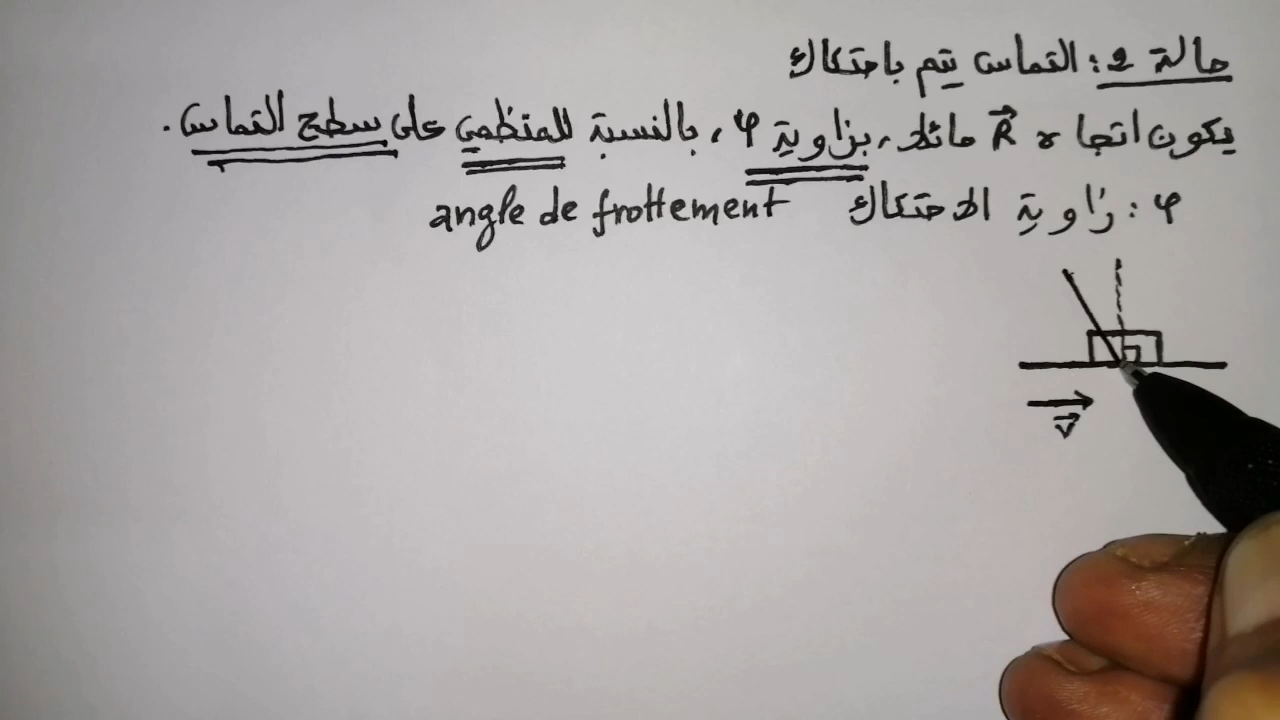 حالة 2: التماس يتم باحتكاك
يكون اتجاه R⃗ مائلا، بزاوية φ، بالنسبة للمنظمي على سطح التماس.
φ: زاوية الاحتكاك angle de frottement
V⃗